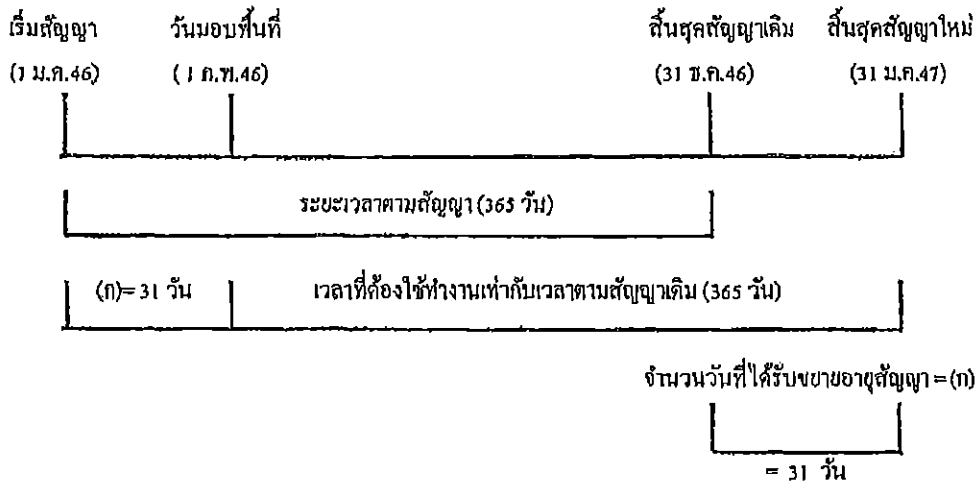 เริ่มสัญญา วันมอบพื้นที่ สิ้นสุดสัญญาเดิม สิ้นสุดสัญญาใหม่
(1 ม.ค.46) (1 ก.พ.46) (31 ธ.ค.46) (31 ม.ค.47)
ระยะเวลาตามสัญญา (365 วัน)
(ก)= 31 วัน เวลาที่ต้องใช้ทำงานเท่ากับเวลาตามสัญญาเดิม (365 วัน)
จำนวนวันที่ได้รับขยายอายุสัญญา = (ก)
= 31 วัน